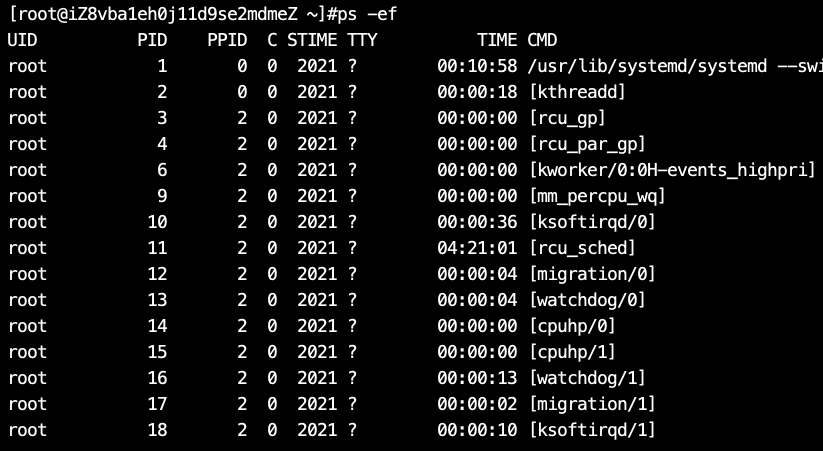 [root@iZ8vba1eh0j11d9se2mdmeZ ~]#ps -ef
UID PID PPID C STIME TTY TIME CMD
root 1 0 0 2021 ? 00:10:58 /usr/lib/systemd/systemd --swi
root 2 0 0 2021 ? 00:00:18 [kthreadd]
root 3 2 0 2021 ? 00:00:00 [rcu_gp]
root 4 2 0 2021 ? 00:00:00 [rcu_par_gp]
root 6 2 0 2021 ? 00:00:00 [kworker/0:0H-events_highpri]
root 9 2 0 2021 ? 00:00:00 [mm_percpu_wq]
root 10 2 0 2021 ? 00:00:36 [ksoftirqd/0]
root 11 2 0 2021 ? 04:21:01 [rcu_sched]
root 12 2 0 2021 ? 00:00:04 [migration/0]
root 13 2 0 2021 ? 00:00:04 [watchdog/0]
root 14 2 0 2021 ? 00:00:00 [cpuhp/0]
root 15 2 0 2021 ? 00:00:00 [cpuhp/1]
root 16 2 0 2021 ? 00:00:13 [watchdog/1]
root 17 2 0 2021 ? 00:00:02 [migration/1]
root 18 2 0 2021 ? 00:00:10 [ksoftirqd/1]